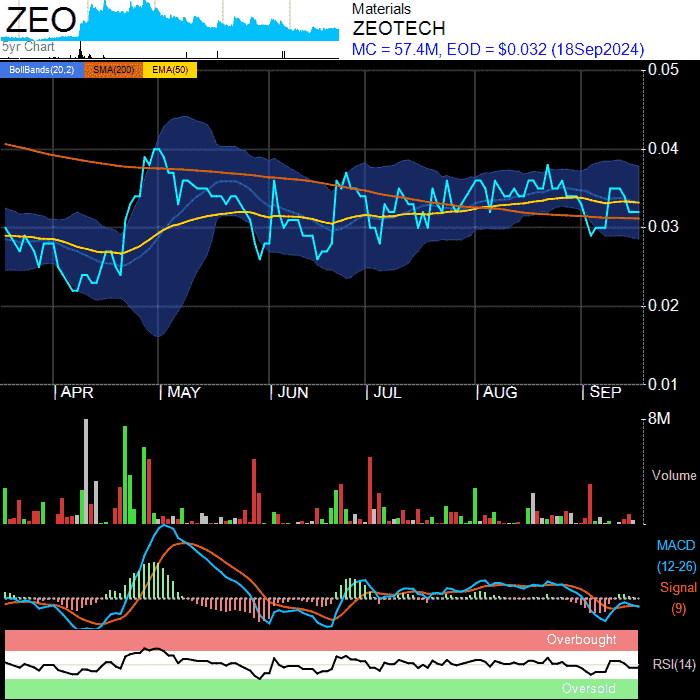 ZEO
5yr Chart
Materials
ZEOTECH
MC = 57.4M, EOD = $0.032 (18Sep2024)
BollBands(20,2) SMA(200) EMA(50)
0.05
0.04
0.03
0.02
0.01
APR MAY JUN JUL AUG SEP
8M
Volume
MACD
(12-26)
Signal
(9)
Overbought
RSI(14)
Oversold